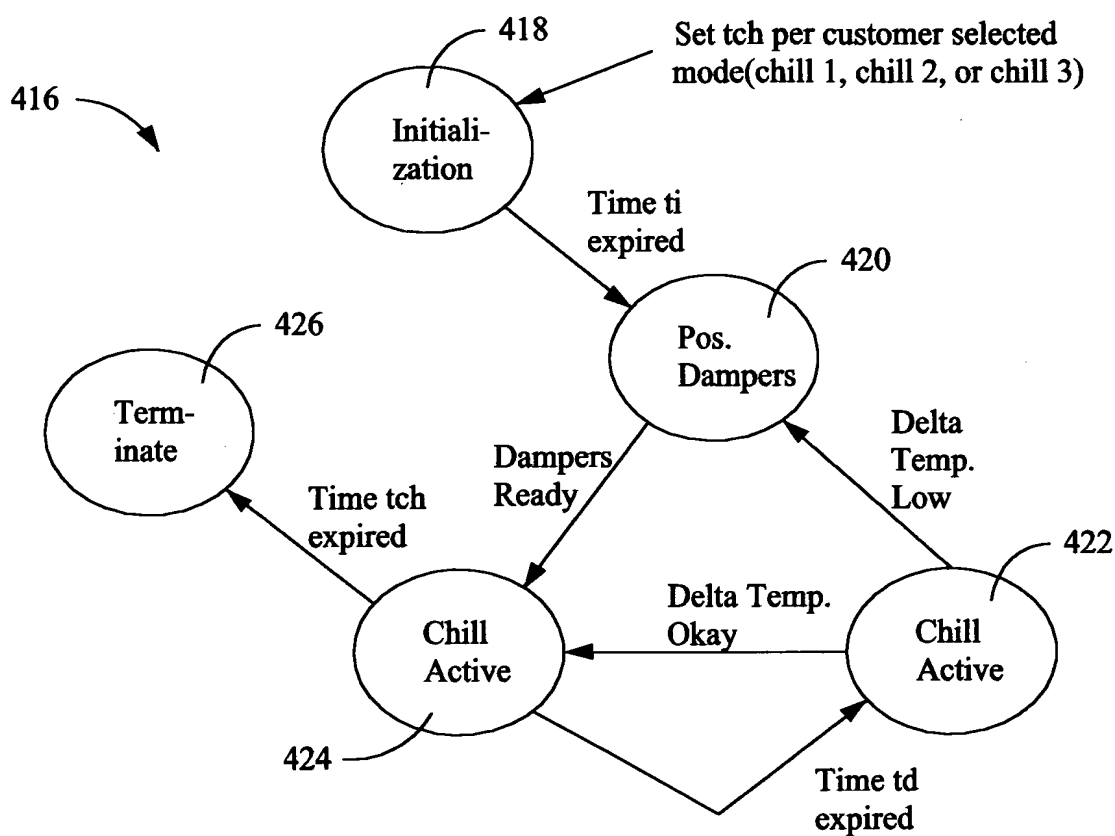 418
Set tch per customer selected
mode(chill 1, chill 2, or chill 3)
416
Initiali-
zation
Time ti
expired
420
426
Pos.
Dampers
Term-
inate
Delta
Temp.
Low
Dampers
Ready
Time tch
expired
422
Delta Temp.
Okay
Chill
Active
Chill
Active
424
Time td
expired